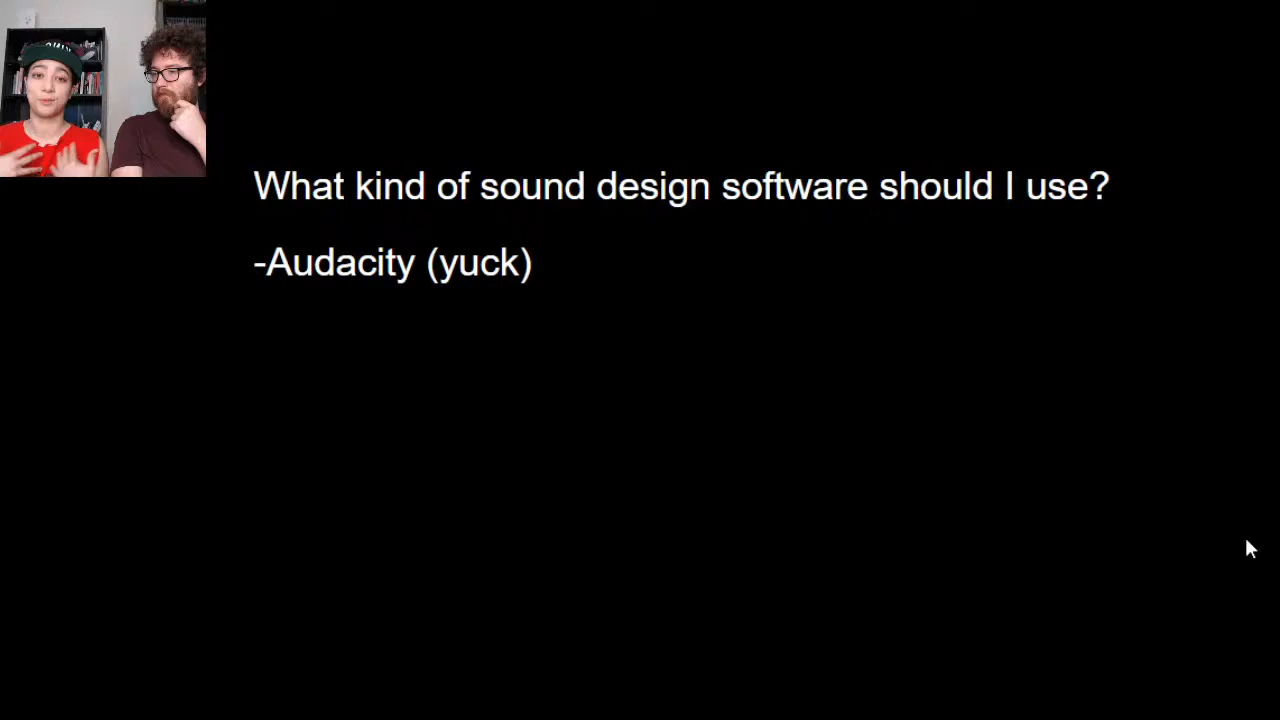 What kind of sound design software should I use?
-Audacity (yuck)